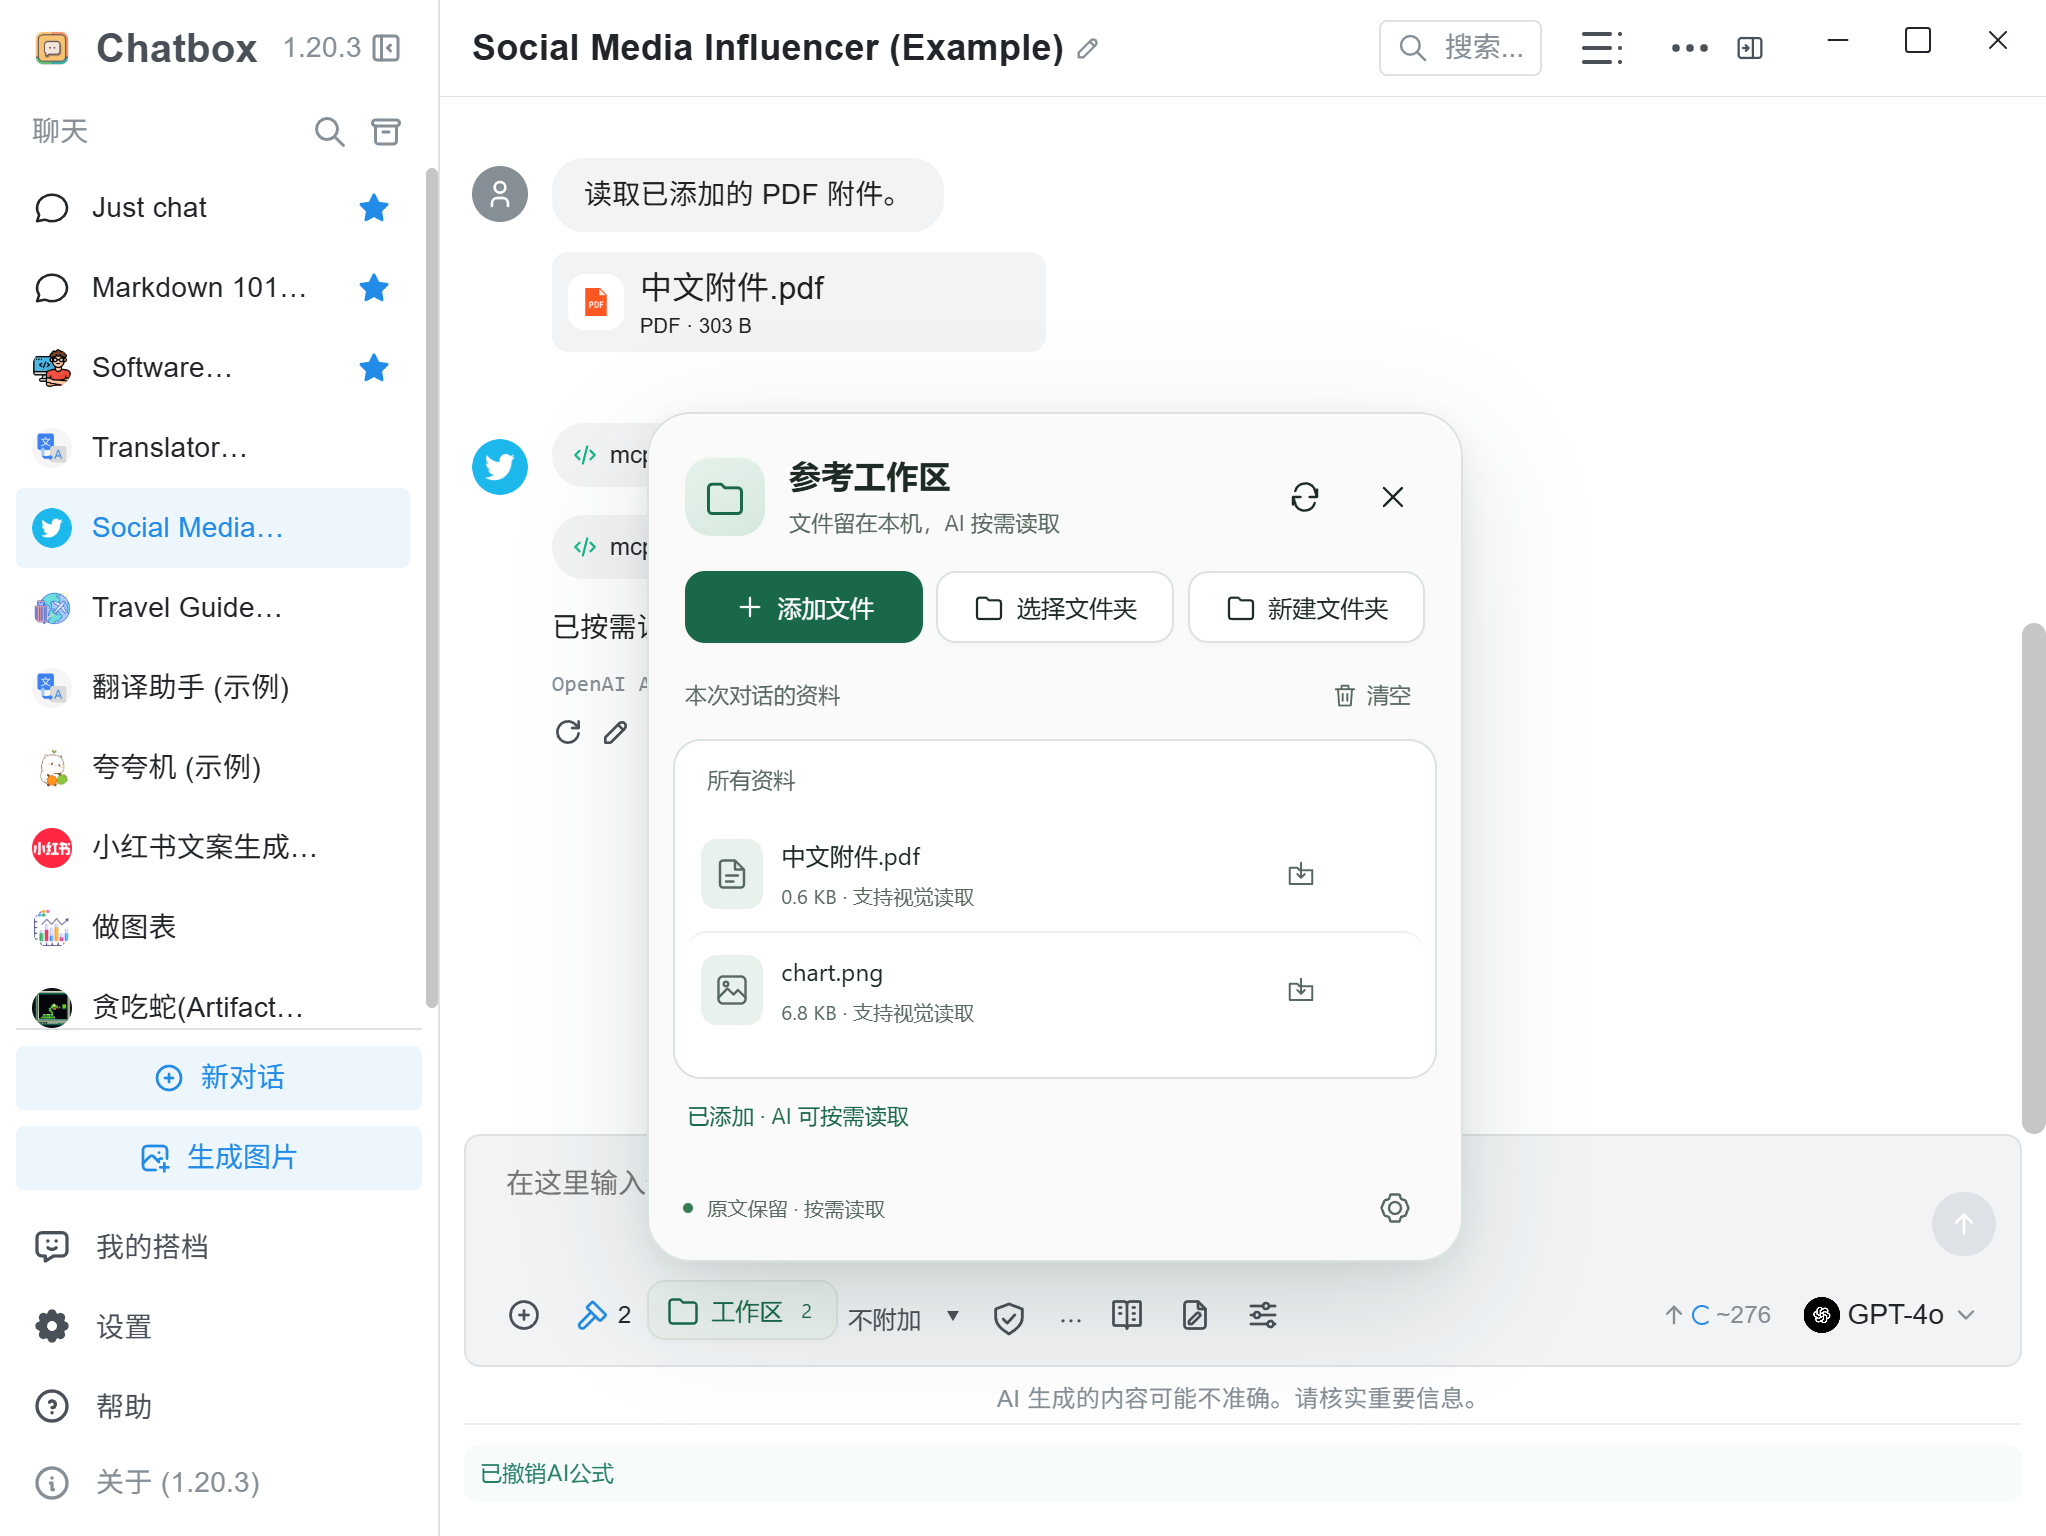 Chatbox 1.20.3
聊天
Just chat
Markdown 101...
Software...
Translator...
Social Media...
Travel Guide...
翻译助手 (示例)
夸夸机 (示例)
小红书
小红书文案生成...
做图表
贪吃蛇(Artifact...
新对话
生成图片
我的搭档
设置
帮助
关于 (1.20.3)
Social Media Influencer (Example)
搜索...
读取已添加的 PDF 附件。
PDF
中文附件.pdf
PDF · 303 B
mcp
mcp
已按需
OpenAI
参考工作区
文件留在本机，AI 按需读取
添加文件
选择文件夹
新建文件夹
本次对话的资料
清空
所有资料
中文附件.pdf
0.6 KB · 支持视觉读取
chart.png
6.8 KB · 支持视觉读取
已添加 · AI 可按需读取
原文保留 · 按需读取
在这里输入
2
工作区 2
不附加
...
~276
GPT-4o
AI 生成的内容可能不准确。请核实重要信息。
已撤销AI公式